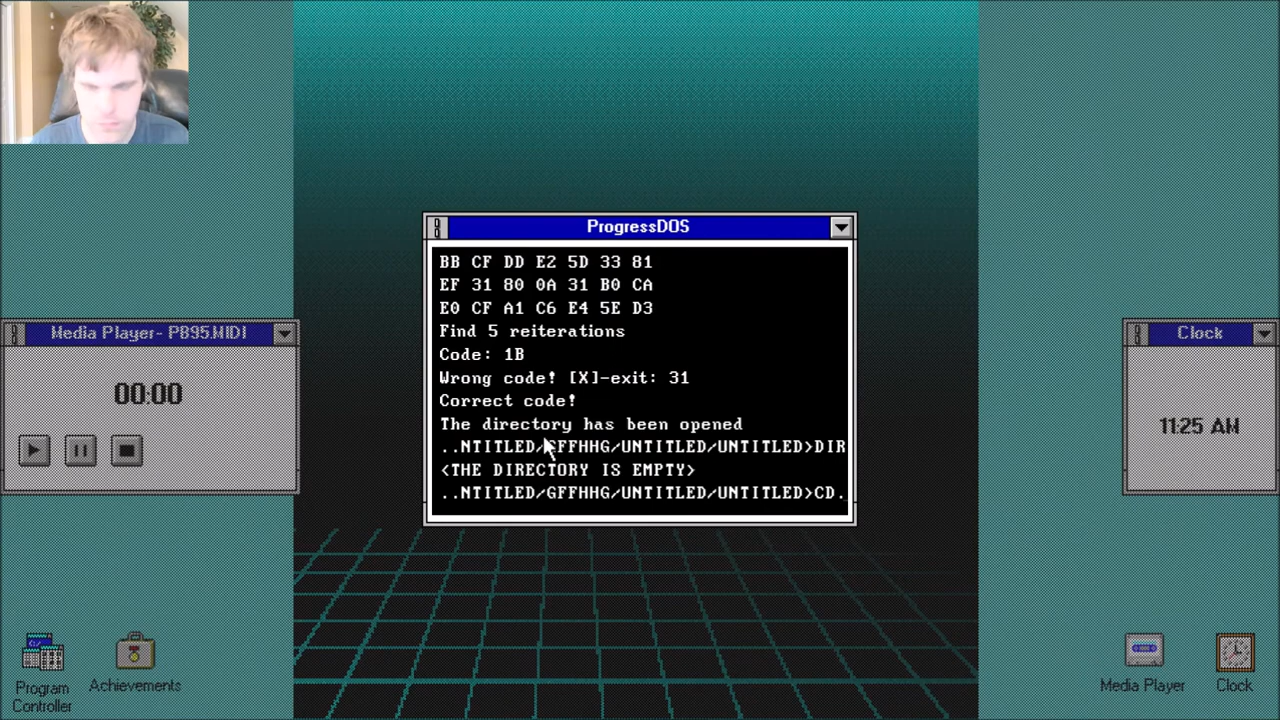 ProgressDOS
BB CF DD E2 5D 33 81
EF 31 80 0A 31 B0 CA
E0 CF A1 C6 E4 5E D3
Find 5 reiterations
Code: 1B
Wrong code! [X]-exit: 31
Correct code!
The directory has been opened
..NTITLED/GFFHHG/UNTITLED/UNTITLED>DIR
<THE DIRECTORY IS EMPTY>
..NTITLED/GFFHHG/UNTITLED/UNTITLED>CD._
Media Player- PB95.MIDI
00:00
Clock
11:25 AM
Program
Controller
Achievements
Media Player
Clock